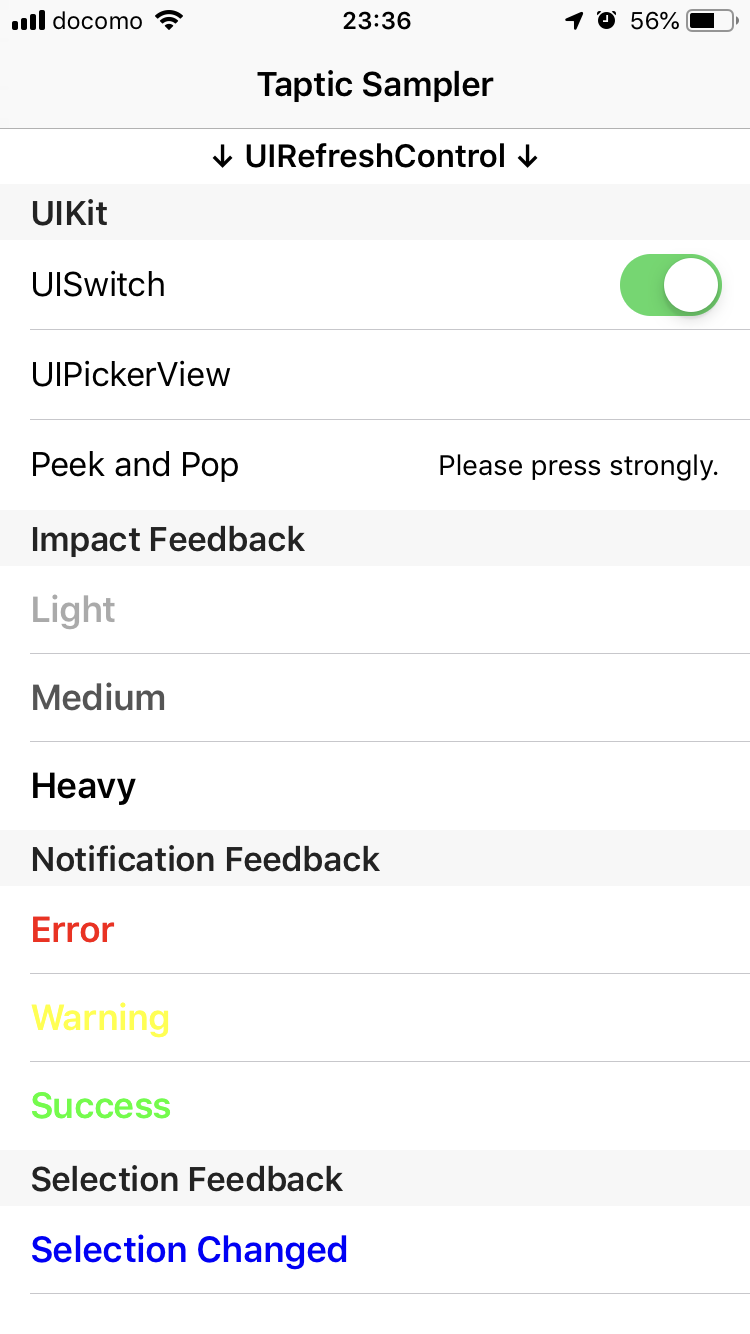 docomo 23:36 56%
Taptic Sampler
↓ UIRefreshControl ↓
UIKit
UISwitch
UIPickerView
Peek and Pop Please press strongly.
Impact Feedback
Light
Medium
Heavy
Notification Feedback
Error
Warning
Success
Selection Feedback
Selection Changed